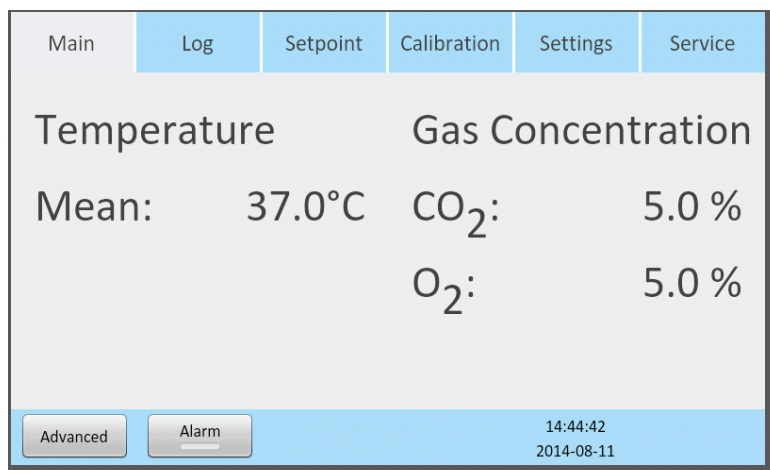 Main Log Setpoint Calibration Settings Service
Temperature Gas Concentration
Mean: 37.0°C CO₂: 5.0 %
O₂: 5.0 %
Advanced Alarm 14:44:42
2014-08-11